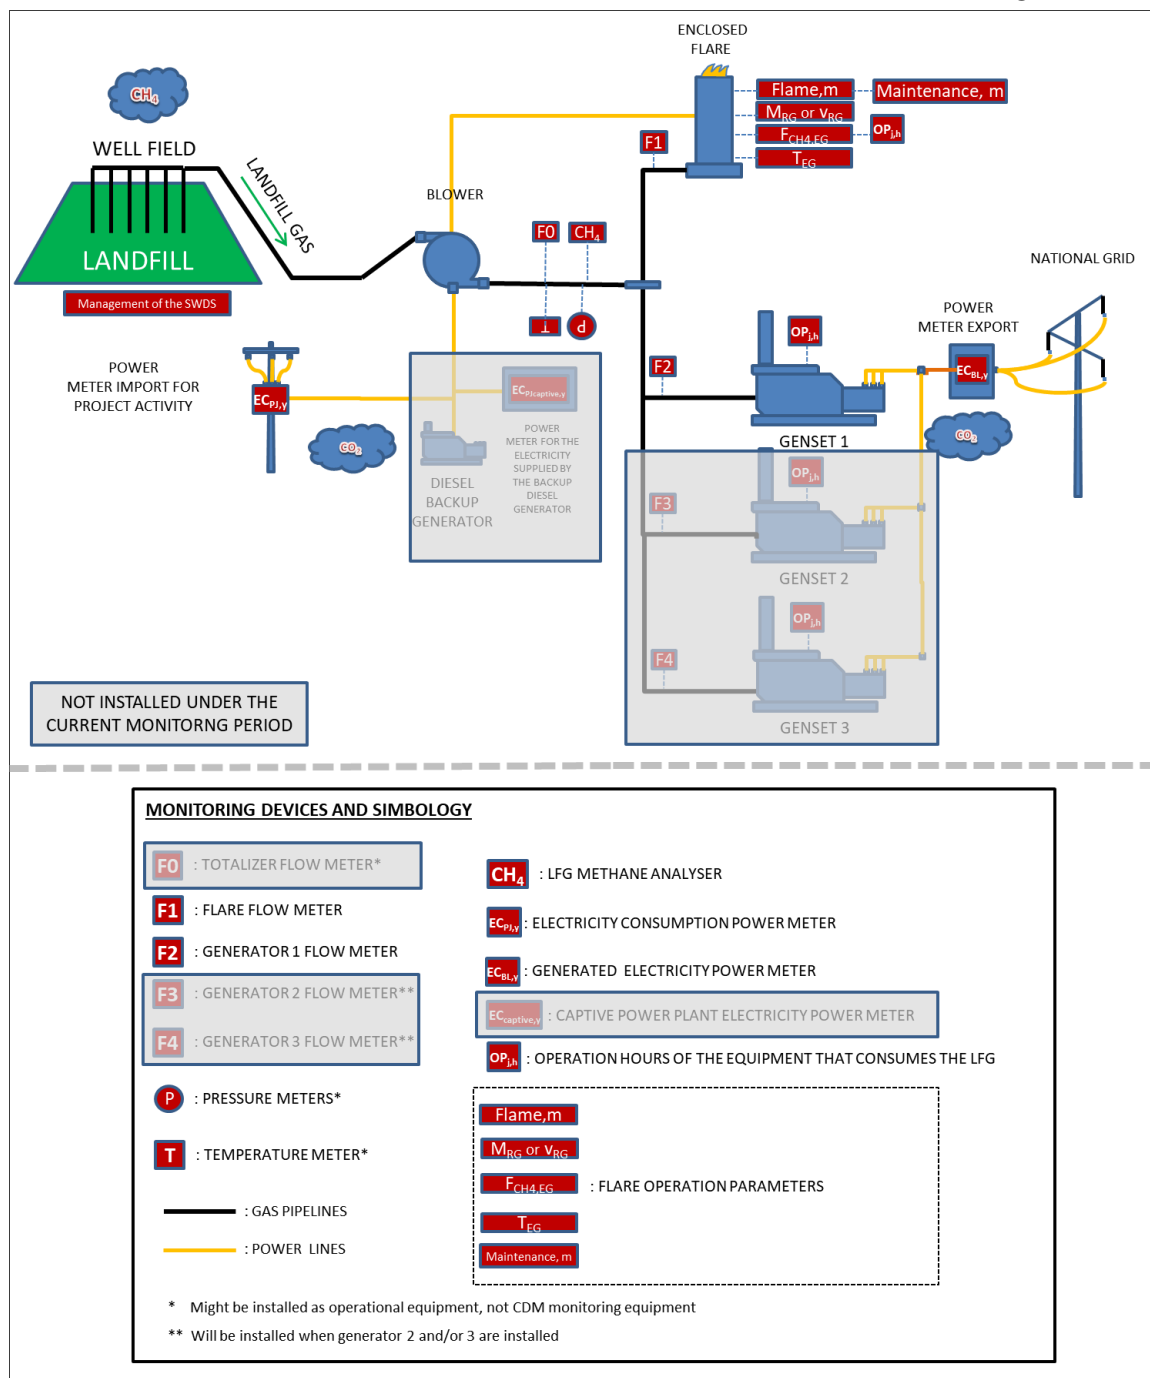 ENCLOSED
FLARE
CH4
Flame,m
Maintenance, m
MRG or VRG
FCH4,EG
OPj,h
TEG
F1
WELL FIELD
LANDFILL GAS
BLOWER
LANDFILL
Management of the SWDS
F0
CH4
T
P
NATIONAL GRID
POWER
METER EXPORT
OPj,h
ECBL,y
F2
GENSET 1
CO2
POWER
METER IMPORT FOR
PROJECT ACTIVITY
ECPJ,y
CO2
ECPJcaptive,y
POWER
METER FOR THE
ELECTRICITY
SUPPLIED BY
THE BACKUP
DIESEL
GENERATOR
DIESEL
BACKUP
GENERATOR
OPj,h
F3
GENSET 2
OPj,h
F4
GENSET 3
NOT INSTALLED UNDER THE
CURRENT MONITORNG PERIOD
MONITORING DEVICES AND SIMBOLOGY
F0 : TOTALIZER FLOW METER*
F1 : FLARE FLOW METER
F2 : GENERATOR 1 FLOW METER
F3 : GENERATOR 2 FLOW METER**
F4 : GENERATOR 3 FLOW METER**
P : PRESSURE METERS*
T : TEMPERATURE METER*
: GAS PIPELINES
: POWER LINES
CH4 : LFG METHANE ANALYSER
ECPJ,y : ELECTRICITY CONSUMPTION POWER METER
ECBL,y : GENERATED ELECTRICITY POWER METER
ECcaptive,y : CAPTIVE POWER PLANT ELECTRICITY POWER METER
OPj,h : OPERATION HOURS OF THE EQUIPMENT THAT CONSUMES THE LFG
Flame,m
MRG or VRG
FCH4,EG : FLARE OPERATION PARAMETERS
TEG
Maintenance, m
* Might be installed as operational equipment, not CDM monitoring equipment
** Will be installed when generator 2 and/or 3 are installed